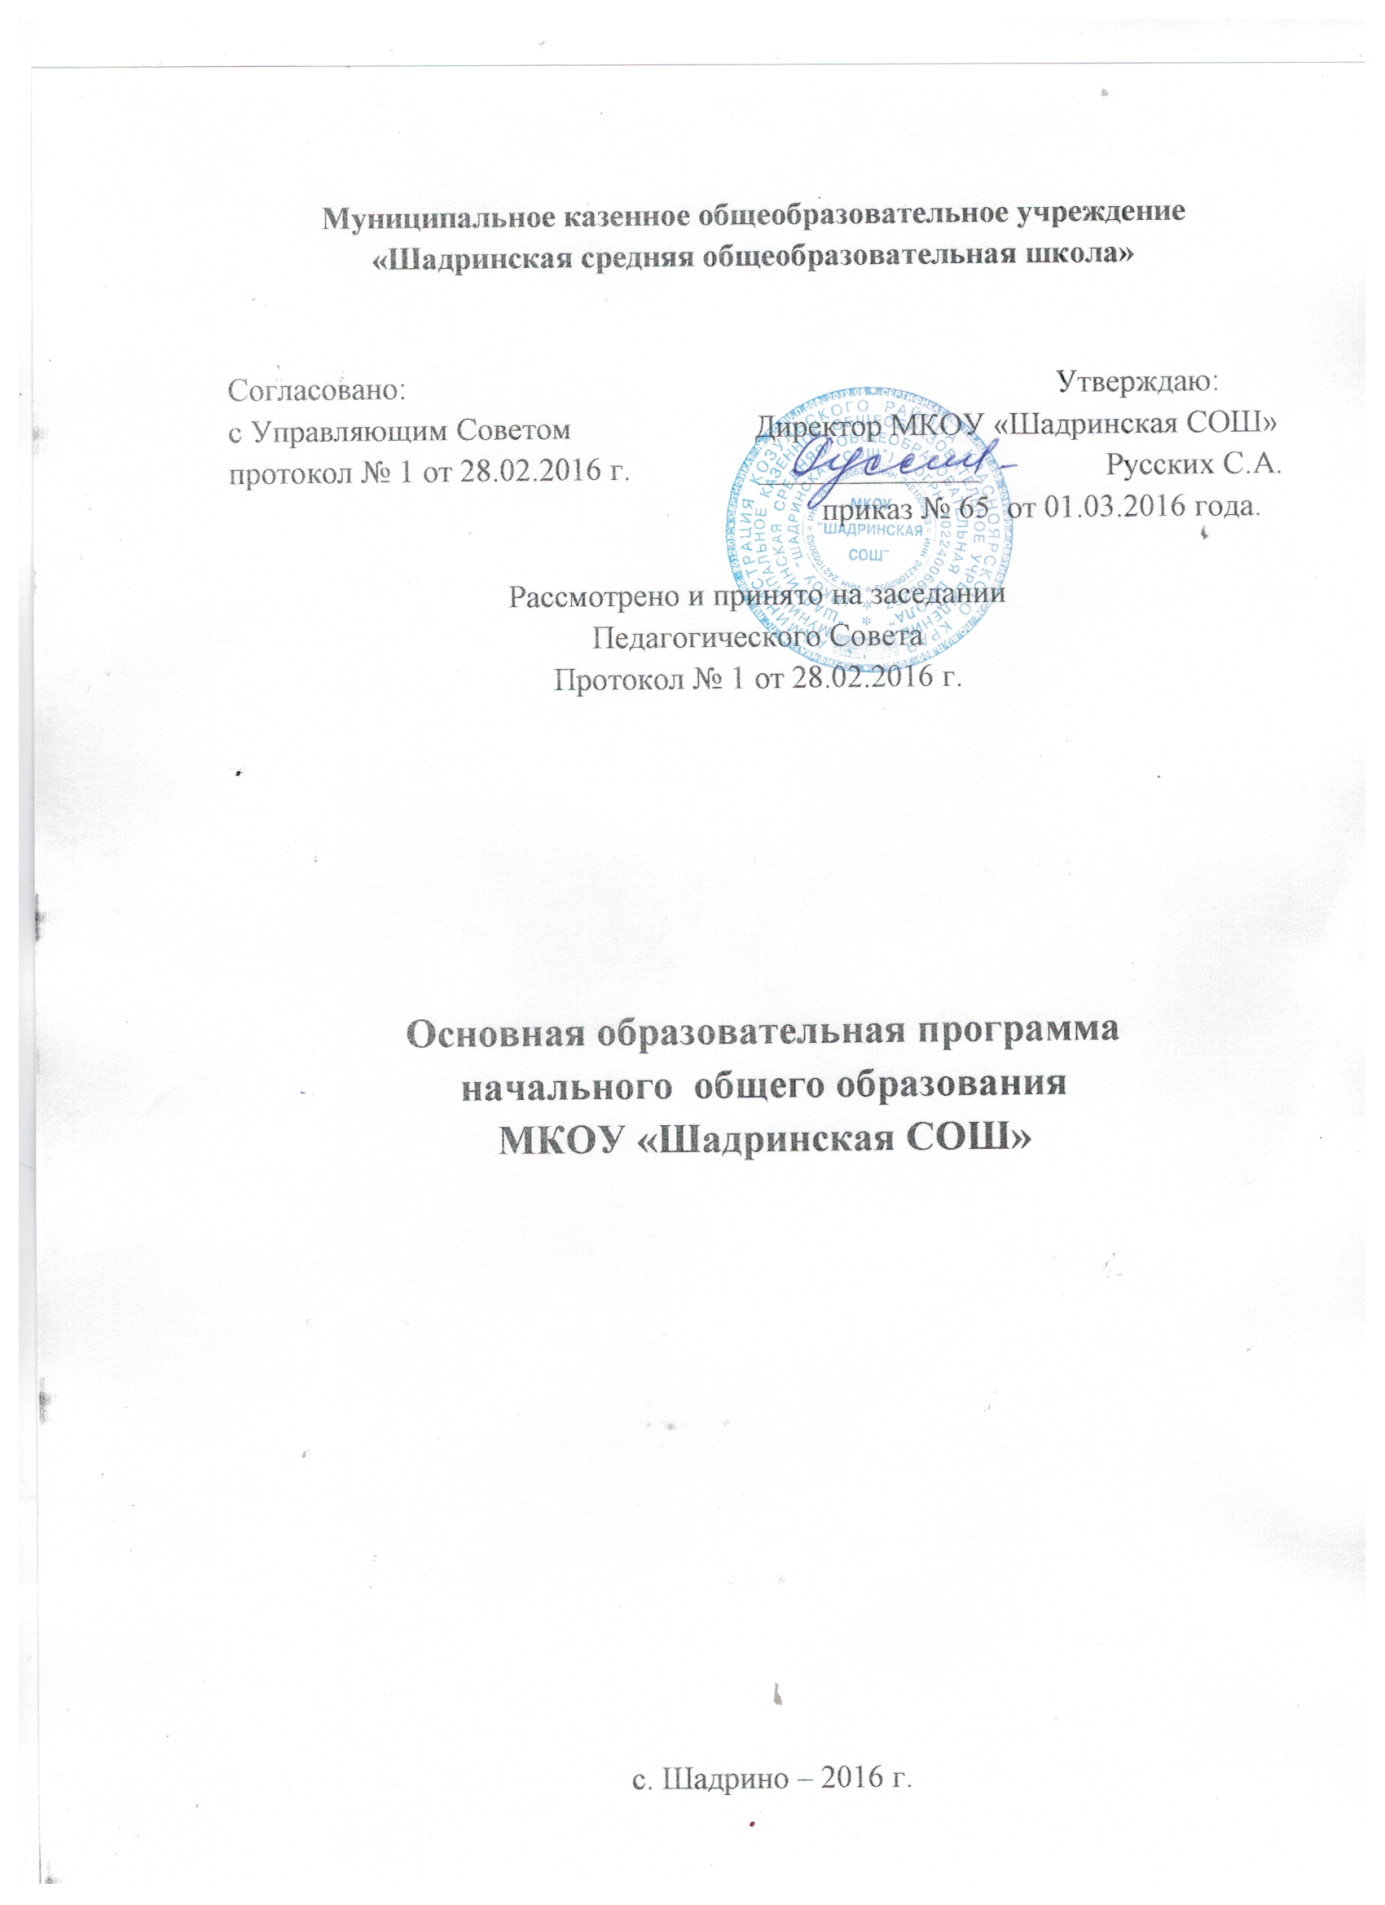 Муниципальное казенное общеобразовательное учреждение
«Шадринская средняя общеобразовательная школа»
Согласовано:
с Управляющим Советом
протокол № 1 от 28.02.2016 г.
Утверждаю:
Директор МКОУ «Шадринская СОШ»
Русских С.А.
приказ № 65 от 01.03.2016 года.
МКОУ
"ШАДРИНСКАЯ
СОШ"
Рассмотрено и принято на заседании
Педагогического Совета
Протокол № 1 от 28.02.2016 г.
Основная образовательная программа
начального общего образования
МКОУ «Шадринская СОШ»
с. Шадрино – 2016 г.